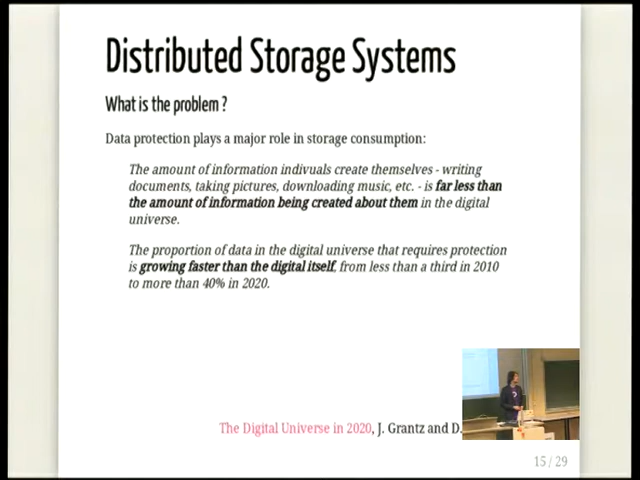 Distributed Storage Systems
What is the problem ?
Data protection plays a major role in storage consumption:
The amount of information indivuals create themselves - writing
documents, taking pictures, downloading music, etc. - is far less than
the amount of information being created about them in the digital
universe.
The proportion of data in the digital universe that requires protection
is growing faster than the digital itself, from less than a third in 2010
to more than 40% in 2020.
The Digital Universe in 2020, J. Grantz and D.
15 / 29